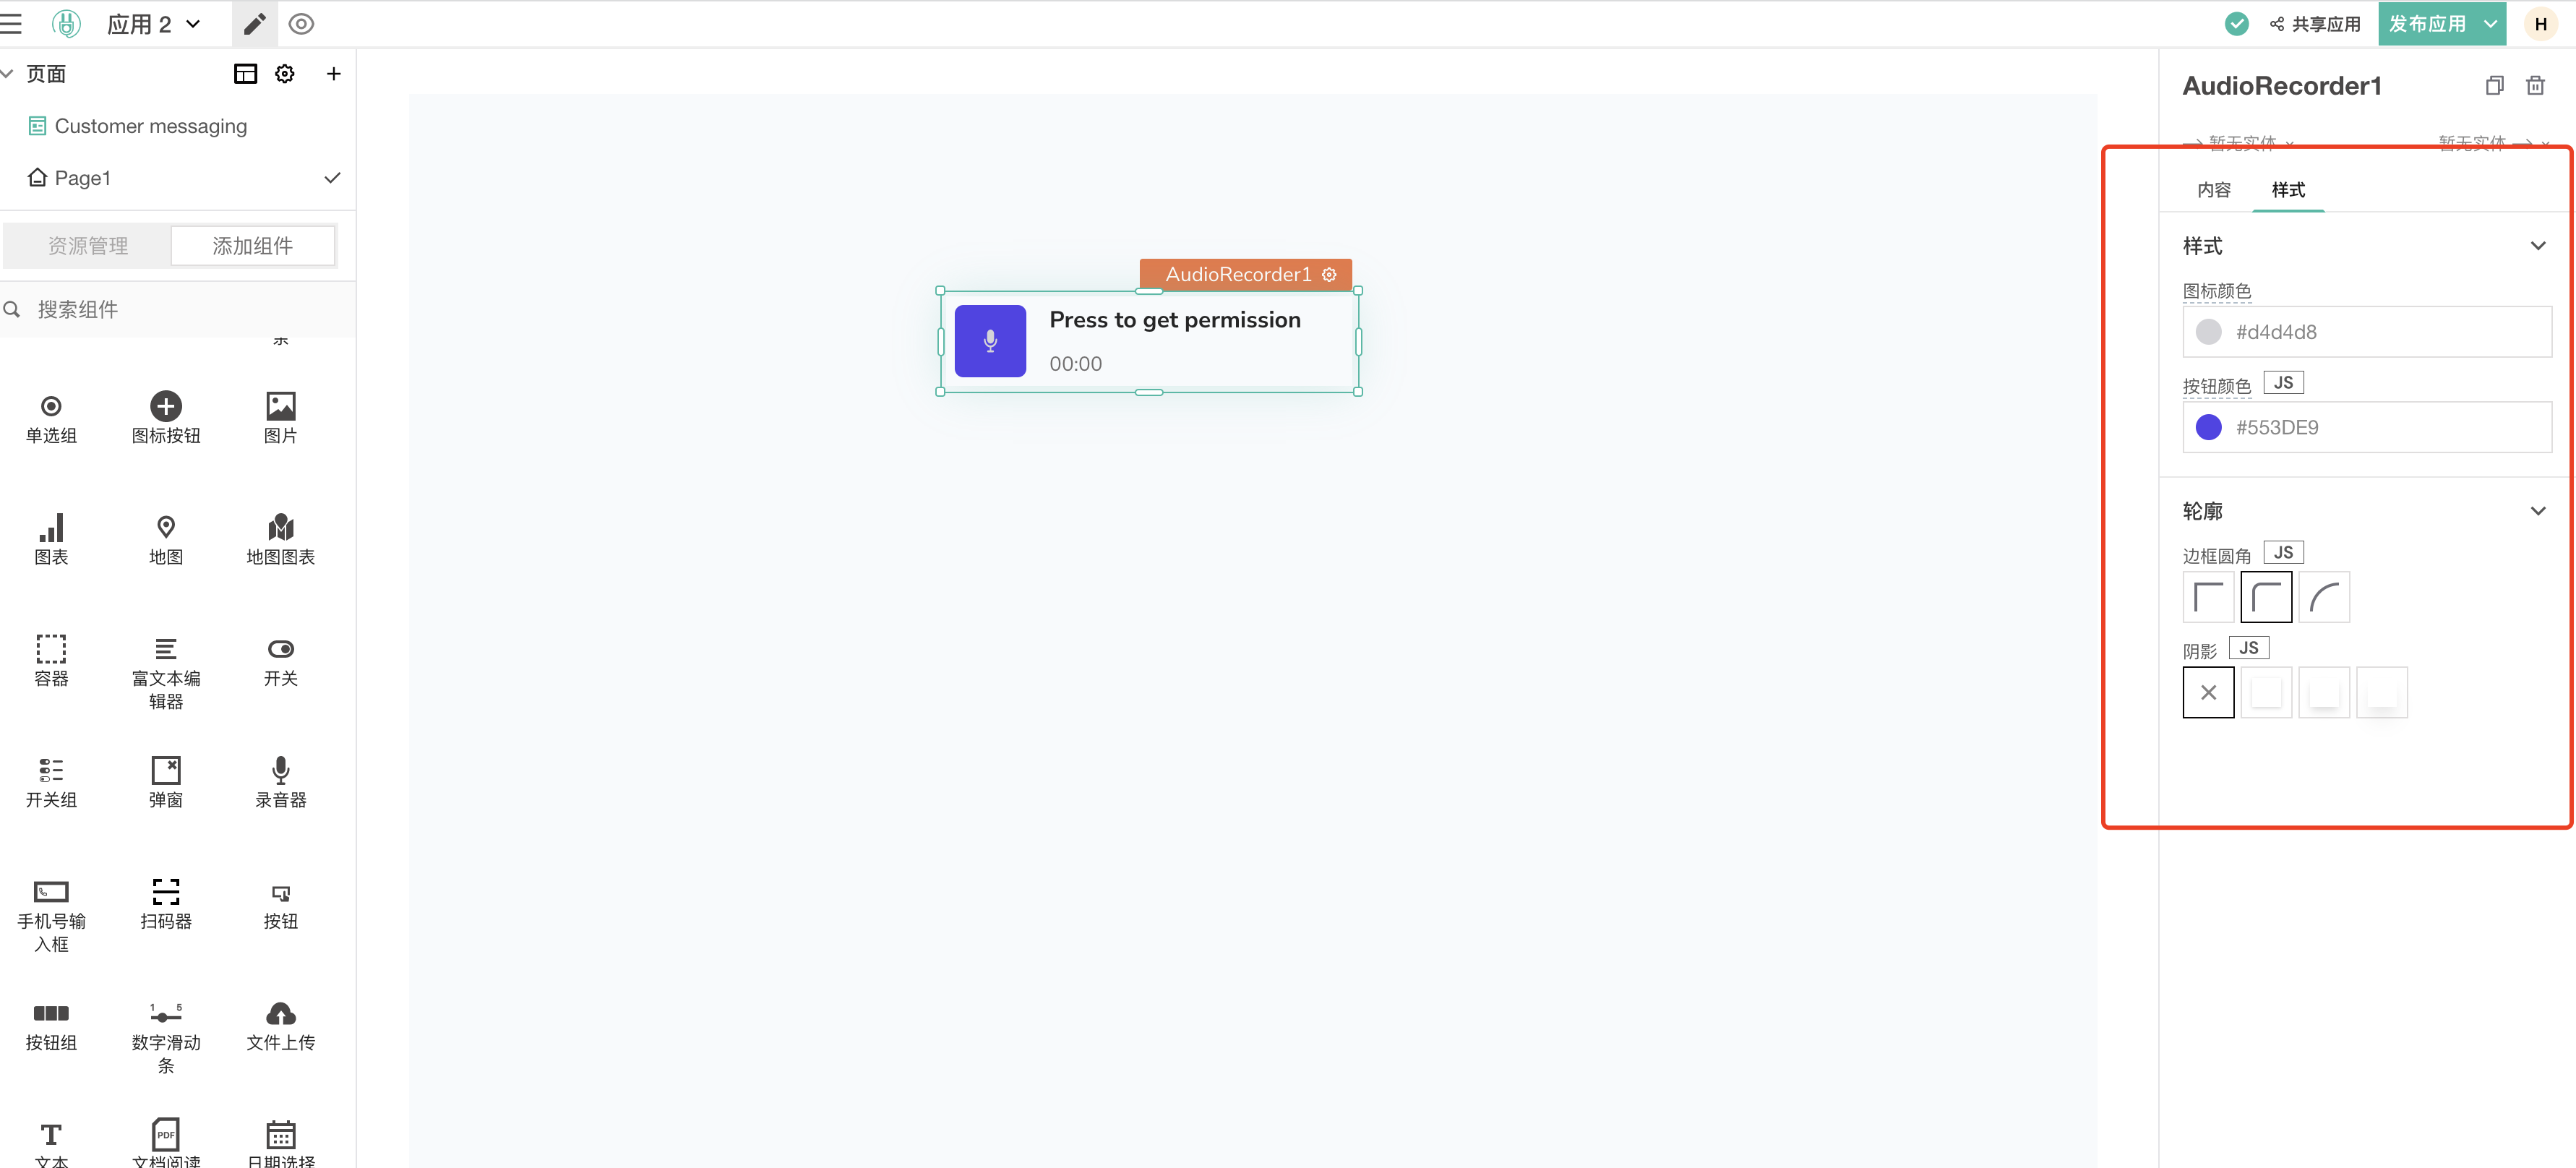 应用 2
共享应用
发布应用
H
页面
Customer messaging
Page1
资源管理
添加组件
搜索组件
条
单选组
图标按钮
图片
图表
地图
地图图表
容器
富文本编
辑器
开关
开关组
弹窗
录音器
手机号输
入框
扫码器
按钮
按钮组
1 5
数字滑动
条
文件上传
T
文本
PDF
文档阅读
日期选择
AudioRecorder1
Press to get permission
00:00
AudioRecorder1
暂无实体
暂无实体
内容
样式
样式
图标颜色
#d4d4d8
按钮颜色 JS
#553DE9
轮廓
边框圆角 JS
阴影 JS